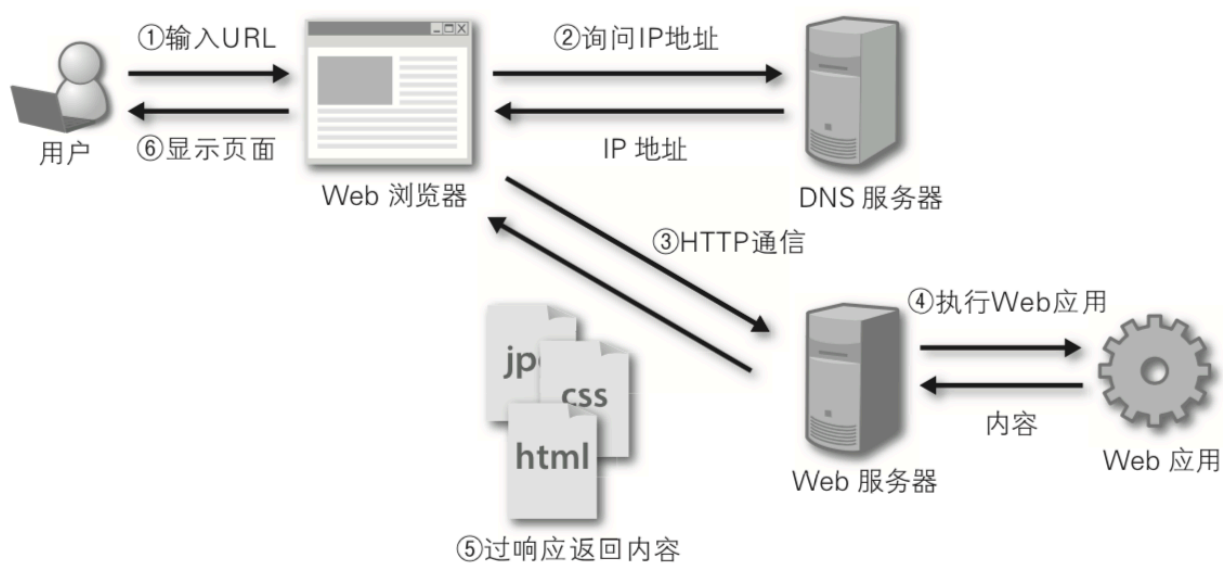 ①输入URL
②询问IP地址
⑥显示页面
IP 地址
用户
Web 浏览器
DNS 服务器
③HTTP通信
④执行Web应用
jp
css
html
内容
Web 应用
Web 服务器
⑤过响应返回内容